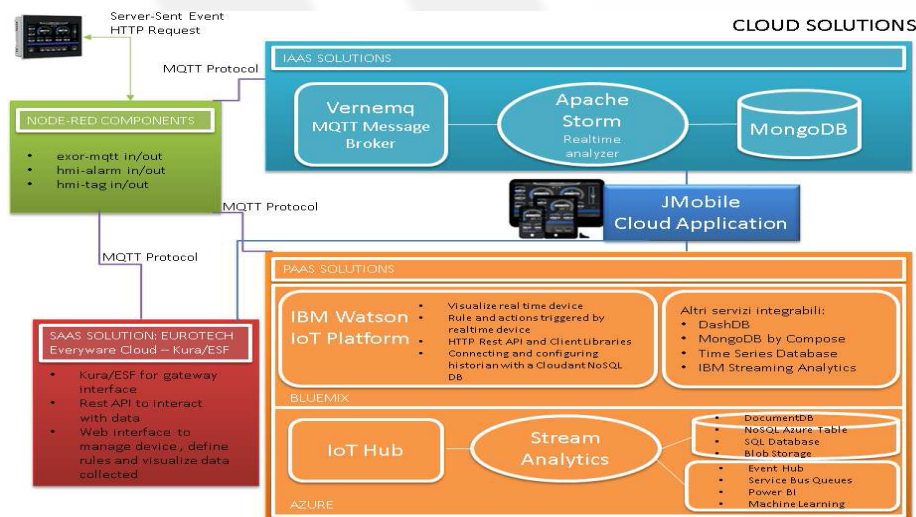 Server-Sent Event
HTTP Request
CLOUD SOLUTIONS
MQTT Protocol
IAAS SOLUTIONS
Vernemq
MQTT Message
Broker
Apache
Storm
Realtime
analyzer
MongoDB
NODE-RED COMPONENTS
• exor-mqtt in/out
• hmi-alarm in/out
• hmi-tag in/out
MQTT Protocol
JMobile
Cloud Application
MQTT Protocol
PAAS SOLUTIONS
IBM Watson
IoT Platform
• Visualize real time device
• Rule and actions triggered by
realtime device
• HTTP Rest API and Client Libraries
• Connecting and configuring
historian with a Cloudant NoSQL
DB
Altri servizi integrabili:
• DashDB
• MongoDB by Compose
• Time Series Database
• IBM Streaming Analytics
BLUEMIX
SAAS SOLUTION: EUROTECH
Everyware Cloud – Kura/ESF
• Kura/ESF for gateway
interface
• Rest API to interact
with data
• Web interface to
manage device, define
rules and visualize data
collected
IoT Hub
Stream
Analytics
• DocumentDB
• NoSQL Azure Table
• SQL Database
• Blob Storage
• Event Hub
• Service Bus Queues
• Power BI
• Machine Learning
AZURE